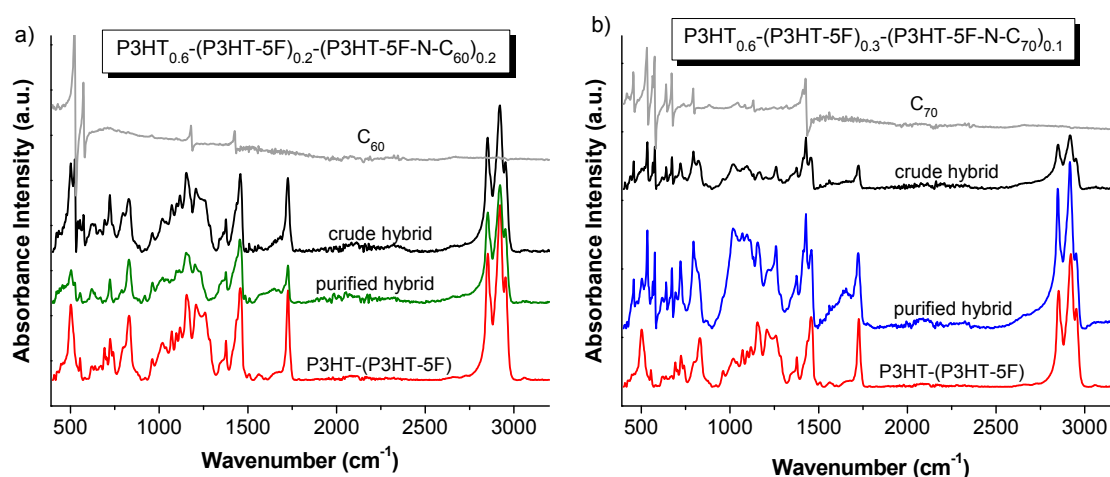 a)
P3HT0.6-(P3HT-5F)0.2-(P3HT-5F-N-C60)0.2
C60
crude hybrid
purified hybrid
P3HT-(P3HT-5F)
Absorbance Intensity (a.u.)
500 1000 1500 2000 2500 3000
Wavenumber (cm-1)
b)
P3HT0.6-(P3HT-5F)0.3-(P3HT-5F-N-C70)0.1
C70
crude hybrid
purified hybrid
P3HT-(P3HT-5F)
Absorbance Intensity (a.u.)
500 1000 1500 2000 2500 3000
Wavenumber (cm-1)